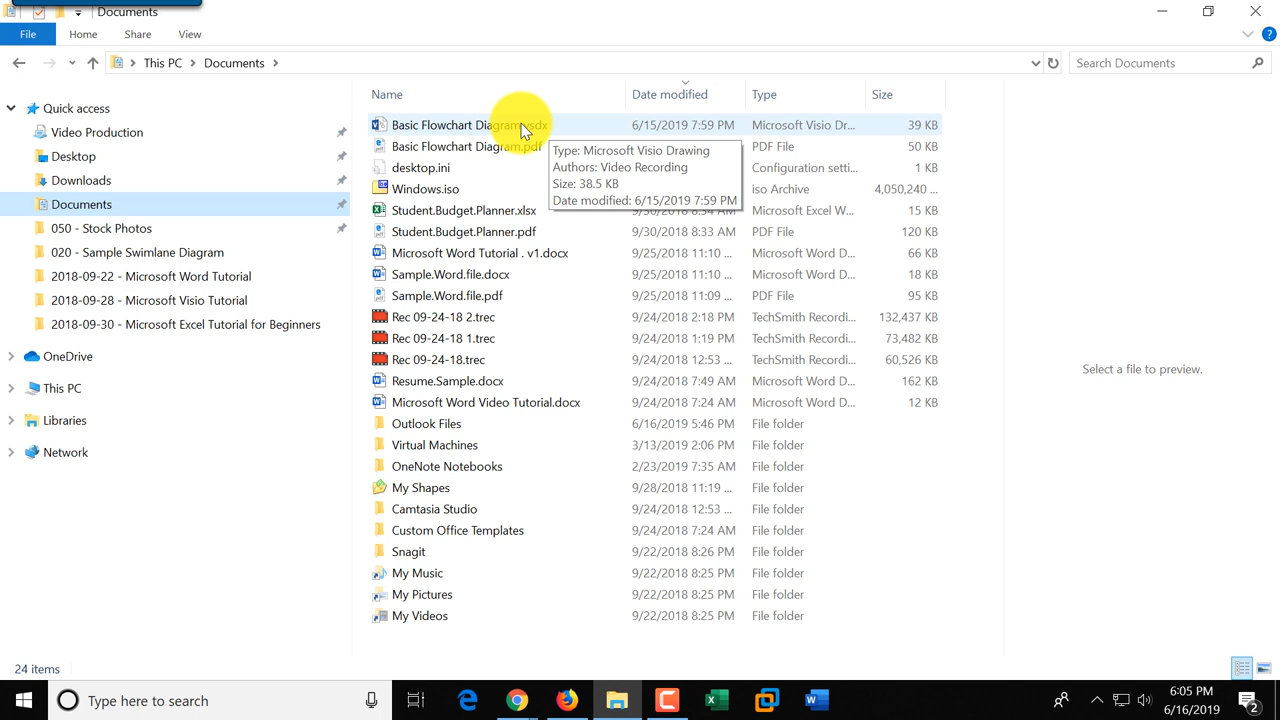 Documents
File Home Share View
This PC Documents Search Documents
Name Date modified Type Size
Quick access
Video Production
Desktop
Downloads
Documents
050 - Stock Photos
020 - Sample Swimlane Diagram
2018-09-22 - Microsoft Word Tutorial
2018-09-28 - Microsoft Visio Tutorial
2018-09-30 - Microsoft Excel Tutorial for Beginners
OneDrive
This PC
Libraries
Network
Basic Flowchart Diagram.vsdx 6/15/2019 7:59 PM Microsoft Visio Dr... 39 KB
Basic Flowchart Diagram.pdf PDF File 50 KB
Type: Microsoft Visio Drawing
Authors: Video Recording
Size: 38.5 KB
Date modified: 6/15/2019 7:59 PM
desktop.ini Configuration setti...
Windows.iso iso Archive 4,050,240 ...
Student.Budget.Planner.xlsx 9/30/2018 8:34 AM Microsoft Excel W... 15 KB
Student.Budget.Planner.pdf 9/30/2018 8:33 AM PDF File 120 KB
Microsoft Word Tutorial . v1.docx 9/25/2018 11:10 ... Microsoft Word D... 66 KB
Sample.Word.file.docx 9/25/2018 11:10 ... Microsoft Word D... 18 KB
Sample.Word.file.pdf 9/25/2018 11:09 ... PDF File 95 KB
Rec 09-24-18 2.trec 9/24/2018 2:18 PM TechSmith Recordi... 132,437 KB
Rec 09-24-18 1.trec 9/24/2018 1:19 PM TechSmith Recordi... 73,482 KB
Rec 09-24-18.trec 9/24/2018 12:53 ... TechSmith Recordi... 60,526 KB
Resume.Sample.docx 9/24/2018 7:49 AM Microsoft Word D... 162 KB
Microsoft Word Video Tutorial.docx 9/24/2018 7:24 AM Microsoft Word D... 12 KB
Outlook Files 6/16/2019 5:46 PM File folder
Virtual Machines 3/13/2019 2:06 PM File folder
OneNote Notebooks 2/23/2019 7:35 AM File folder
My Shapes 9/28/2018 11:19 ... File folder
Camtasia Studio 9/24/2018 12:53 ... File folder
Custom Office Templates 9/24/2018 7:24 AM File folder
Snagit 9/22/2018 8:26 PM File folder
My Music 9/22/2018 8:25 PM File folder
My Pictures 9/22/2018 8:25 PM File folder
My Videos 9/22/2018 8:25 PM File folder
Select a file to preview.
24 items
Type here to search
6:05 PM
6/16/2019
2